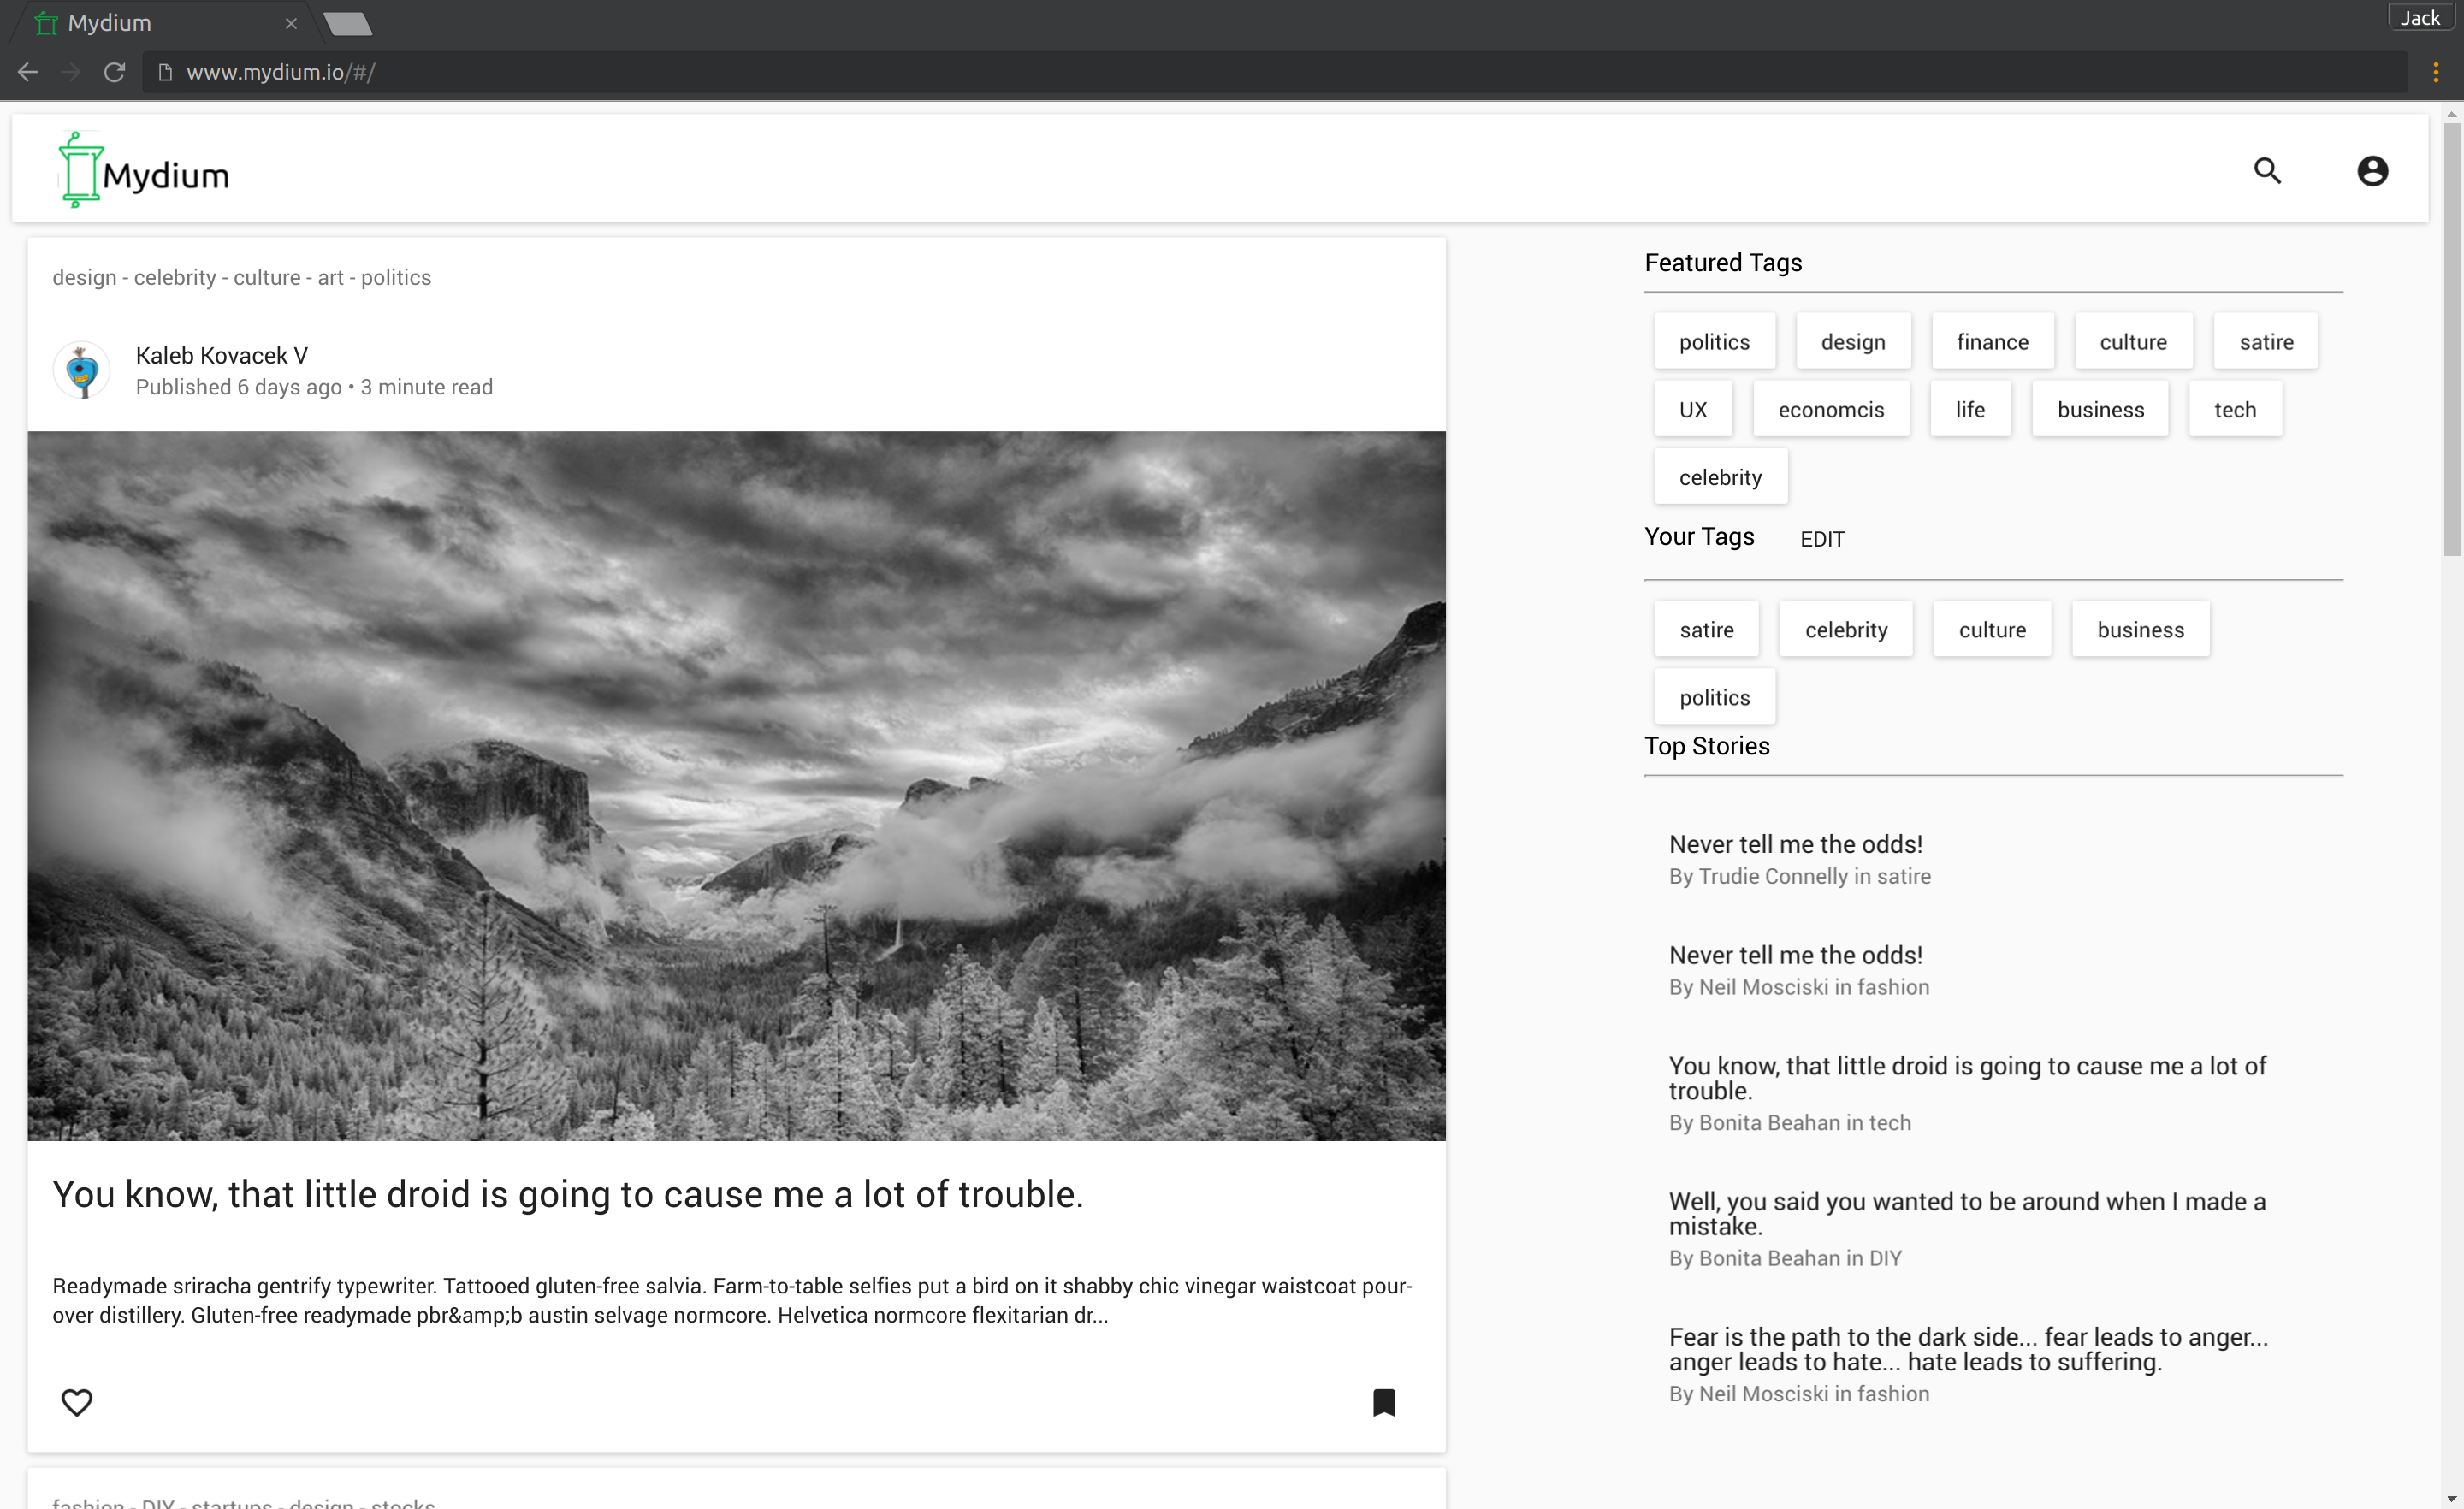 Mydium
Jack
www.mydium.io/#/
Mydium
design - celebrity - culture - art - politics
Kaleb Kovacek V
Published 6 days ago • 3 minute read
You know, that little droid is going to cause me a lot of trouble.
Readymade sriracha gentrify typewriter. Tattooed gluten-free salvia. Farm-to-table selfies put a bird on it shabby chic vinegar waistcoat pour-
over distillery. Gluten-free readymade pbr&amp;b austin selvage normcore. Helvetica normcore flexitarian dr...
fashion - DIY - startups - design - stocks
Featured Tags
politics design finance culture satire
UX economcis life business tech
celebrity
Your Tags EDIT
satire celebrity culture business
politics
Top Stories
Never tell me the odds!
By Trudie Connelly in satire
Never tell me the odds!
By Neil Mosciski in fashion
You know, that little droid is going to cause me a lot of
trouble.
By Bonita Beahan in tech
Well, you said you wanted to be around when I made a
mistake.
By Bonita Beahan in DIY
Fear is the path to the dark side... fear leads to anger...
anger leads to hate... hate leads to suffering.
By Neil Mosciski in fashion